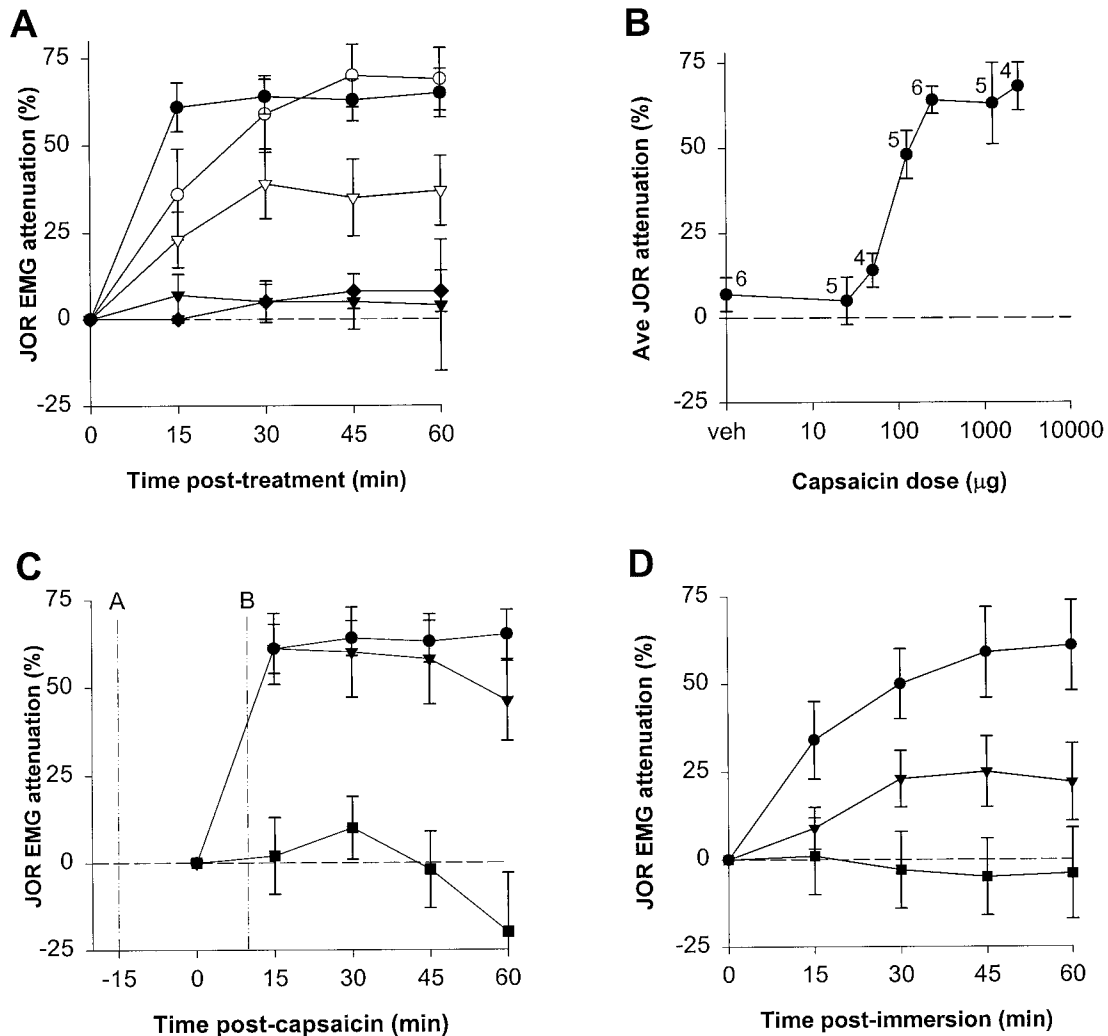 A
JOR EMG attenuation (%)
75
50
25
0
-25
0 15 30 45 60
Time post-treatment (min)
B
Ave JOR attenuation (%)
75
50
25
0
-25
6
5
4
5
6
5
4
veh 10 100 1000 10000
Capsaicin dose (μg)
C
JOR EMG attenuation (%)
75
50
25
0
-25
A B
-15 0 15 30 45 60
Time post-capsaicin (min)
D
JOR EMG attenuation (%)
75
50
25
0
-25
0 15 30 45 60
Time post-immersion (min)